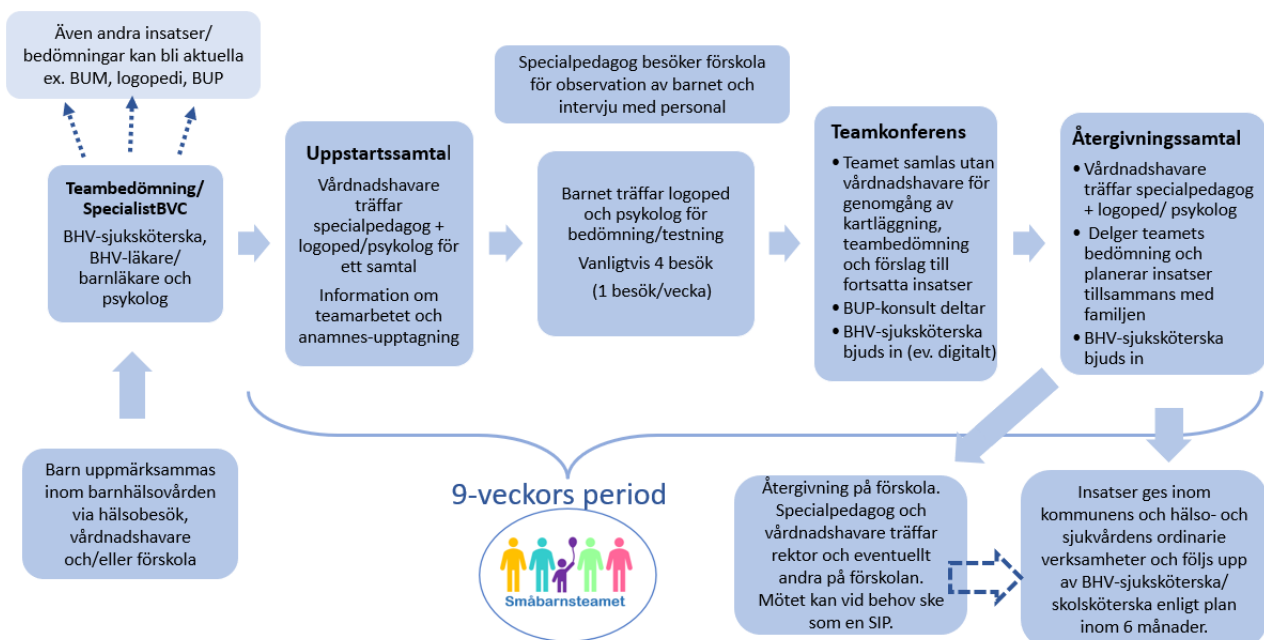 Även andra insatser/
bedömningar kan bli aktuella
ex. BUM, logopedi, BUP
Teambedömning/
SpecialistBVC
BHV-sjuksköterska,
BHV-läkare/
barnläkare och
psykolog
Barn uppmärksammas
inom barnhälsovården
via hälsobesök,
vårdnadshavare
och/eller förskola
Uppstartssamtal
Vårdnadshavare
träffar
specialpedagog +
logoped/psykolog för
ett samtal
Information om
teamarbetet och
anamnes-upptagning
Specialpedagog besöker förskola
för observation av barnet och
intervju med personal
Barnet träffar logoped
och psykolog för
bedömning/testning
Vanligtvis 4 besök
(1 besök/vecka)
Teamkonferens
• Teamet samlas utan
vårdnadshavare för
genomgång av
kartläggning,
teambedömning
och förslag till
fortsatta insatser
• BUP-konsult deltar
• BHV-sjuksköterska
bjuds in (ev. digitalt)
Återgivningssamtal
• Vårdnadshavare
träffar specialpedagog
+ logoped/ psykolog
• Delger teamets
bedömning och
planerar insatser
tillsammans med
familjen
• BHV-sjuksköterska
bjuds in
9-veckors period
Småbarnsteamet
Återgivning på förskola.
Specialpedagog och
vårdnadshavare träffar
rektor och eventuellt
andra på förskolan.
Mötet kan vid behov ske
som en SIP.
Insatser ges inom
kommunens och hälso- och
sjukvårdens ordinarie
verksamheter och följs upp
av BHV-sjuksköterska/
skolsköterska enligt plan
inom 6 månader.